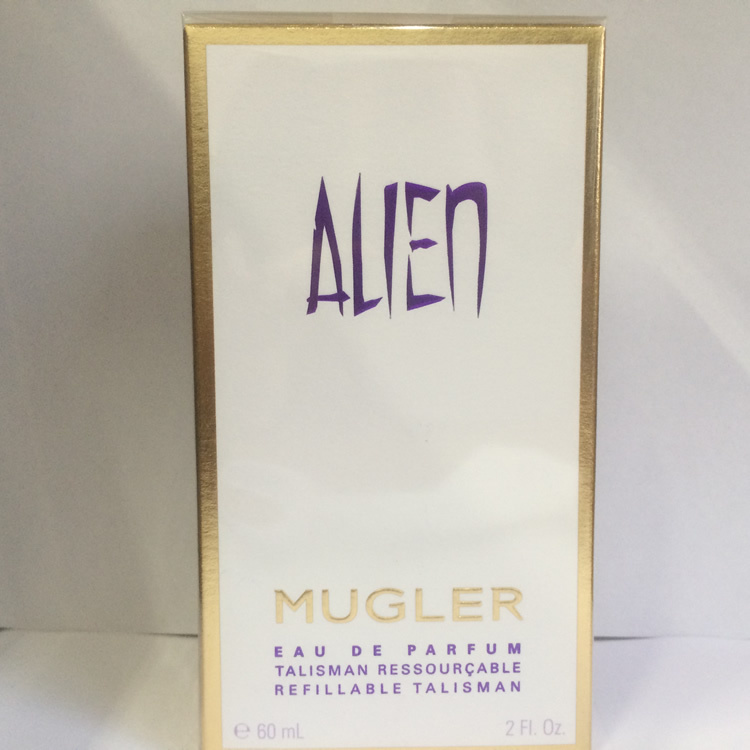 ALIEN
MUGLER
EAU DE PARFUM
TALISMAN RESSOURÇABLE
REFILLABLE TALISMAN
℮ 60 mL 2 Fl. Oz.